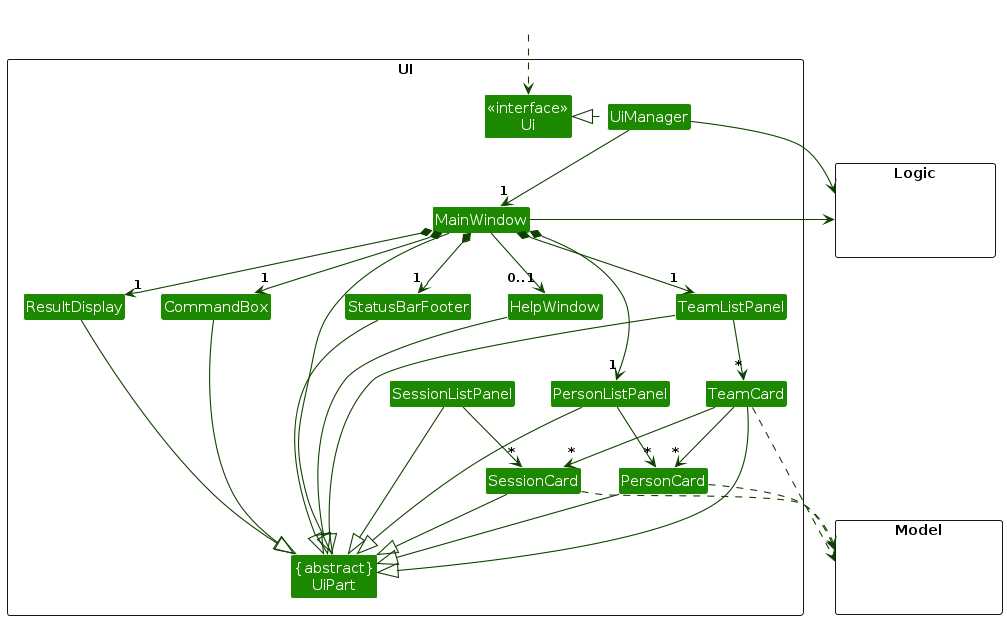 UI
«interface»
Ui
UiManager
Logic
1
MainWindow
1
1
1
0..1
1
ResultDisplay
CommandBox
StatusBarFooter
HelpWindow
TeamListPanel
1
*
SessionListPanel
PersonListPanel
TeamCard
*
*
*
*
SessionCard
PersonCard
Model
{abstract}
UiPart